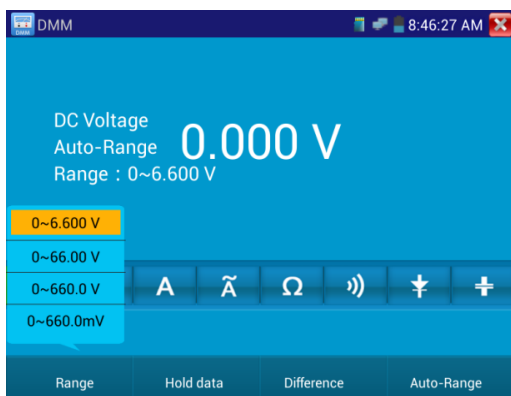 DMM
8:46:27 AM
DC Voltage
Auto-Range
0.000 V
Range : 0~6.600 V
0~6.600 V
0~66.00 V
0~660.0 V
0~660.0mV
A
Ã
Ω
Range
Hold data
Difference
Auto-Range